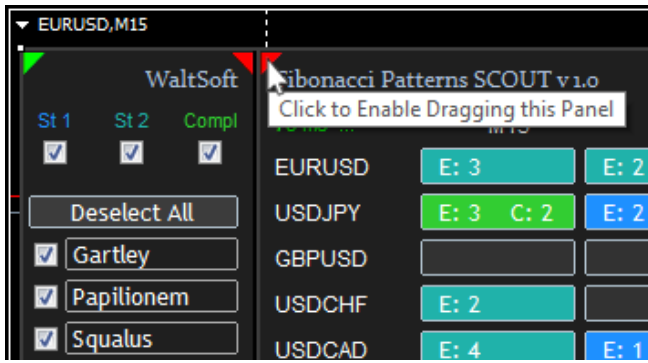 EURUSD,M15
WaltSoft
Fibonacci Patterns SCOUT v 1.0
Click to Enable Dragging this Panel
St 1 St 2 Compl
M15
EURUSD E: 3 E: 2
Deselect All USDJPY E: 3 C: 2 E: 2
Gartley GBPUSD
Papilionem USDCHF E: 2
Squalus USDCAD E: 4 E: 1